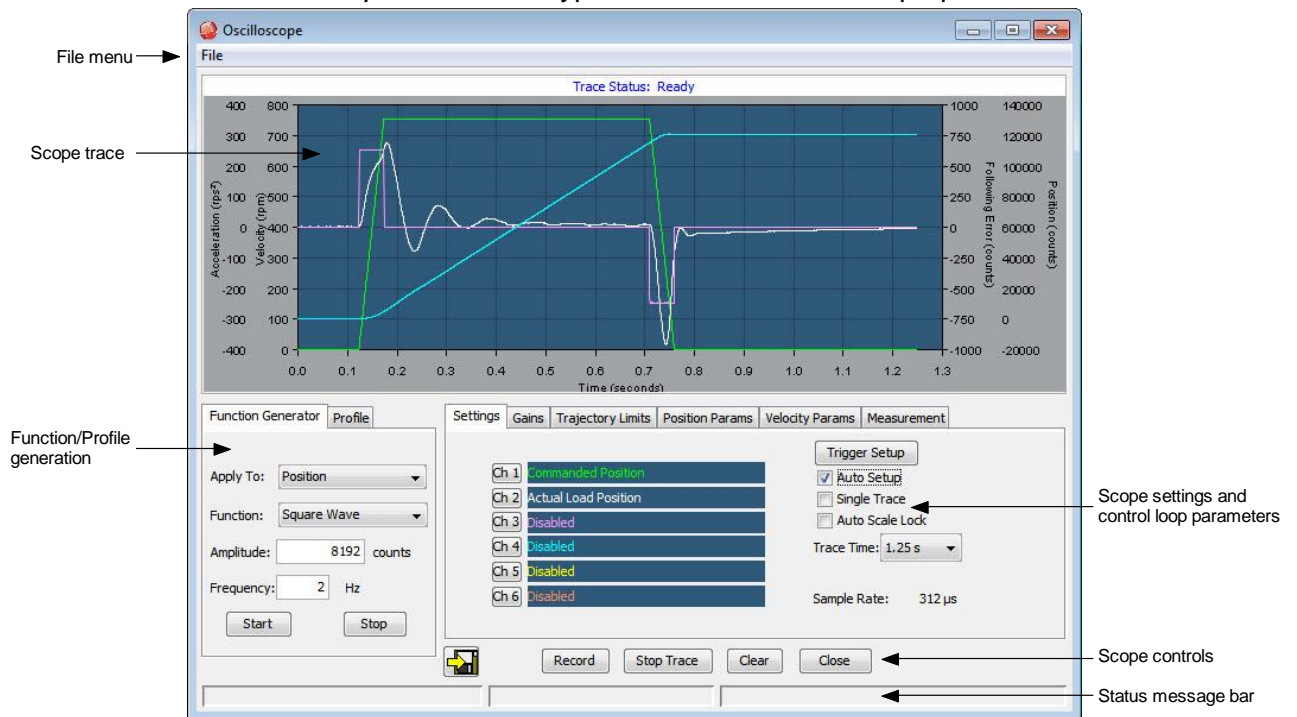 Oscilloscope
File menu
File
Trace Status: Ready
Scope trace
400 800 1000 140000
300 700 750 120000
200 600 500 100000
100 500 250 80000
0 400 0 60000
-100 300 -250 40000
-200 200 -500 20000
-300 100 -750 0
-400 0 -1000 -20000
Acceleration (rps²)
Velocity (rpm)
Following Error (counts)
Position (counts)
0.0 0.1 0.2 0.3 0.4 0.5 0.6 0.7 0.8 0.9 1.0 1.1 1.2 1.3
Time (seconds)
Function/Profile
generation
Function Generator Profile
Apply To: Position
Function: Square Wave
Amplitude: 8192 counts
Frequency: 2 Hz
Start Stop
Settings Gains Trajectory Limits Position Params Velocity Params Measurement
Ch 1 Commanded Position
Ch 2 Actual Load Position
Ch 3 Disabled
Ch 4 Disabled
Ch 5 Disabled
Ch 6 Disabled
Trigger Setup
Auto Setup
Single Trace
Auto Scale Lock
Trace Time: 1.25 s
Sample Rate: 312 µs
Scope settings and
control loop parameters
Record Stop Trace Clear Close
Scope controls
Status message bar